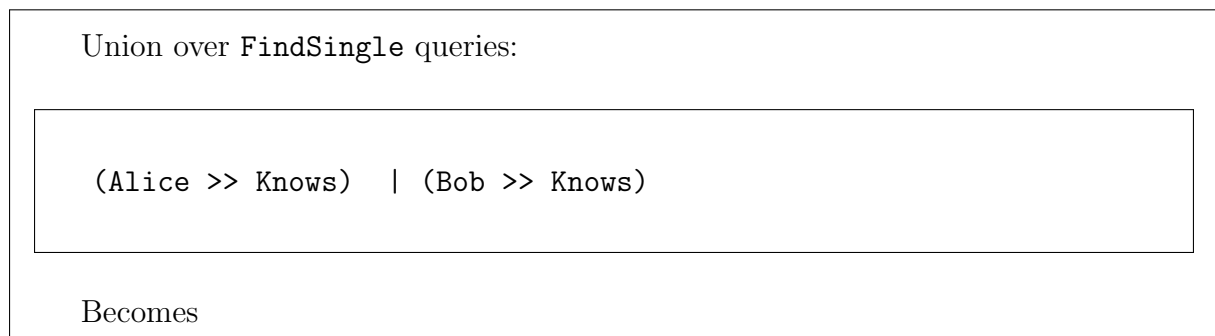 Union over FindSingle queries:
(Alice >> Knows)  | (Bob >> Knows)
Becomes